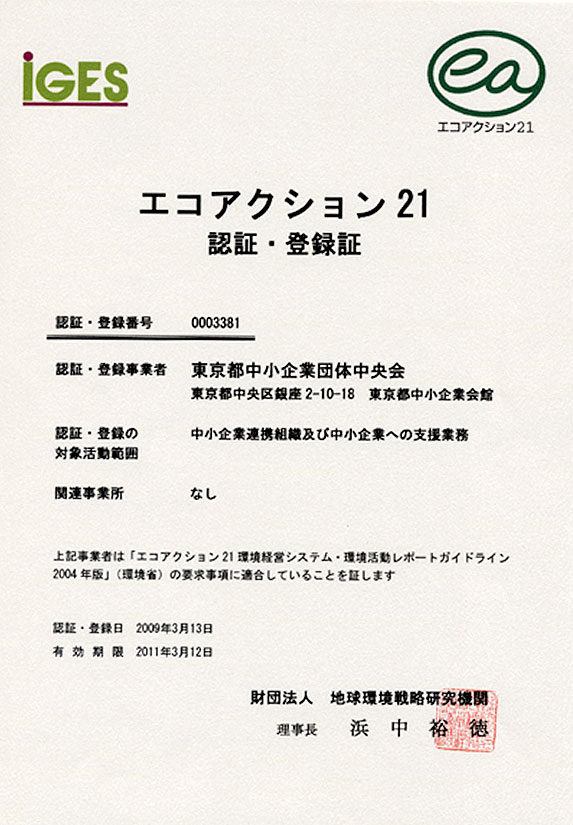 iGES
ea
エコアクション21
エコアクション 21
認証・登録証
認証・登録番号 0003381
認証・登録事業者 東京都中小企業団体中央会
東京都中央区銀座 2-10-18 東京都中小企業会館
認証・登録の 中小企業連携組織及び中小企業への支援業務
対象活動範囲
関連事業所 なし
上記事業者は「エコアクション 21 環境経営システム・環境活動レポートガイドライン
2004 年版」(環境省)の要求事項に適合していることを証します
認証・登録日 2009年3月13日
有効期限 2011年3月12日
財団法人 地球環境戦略研究機関
理事長 浜中裕徳